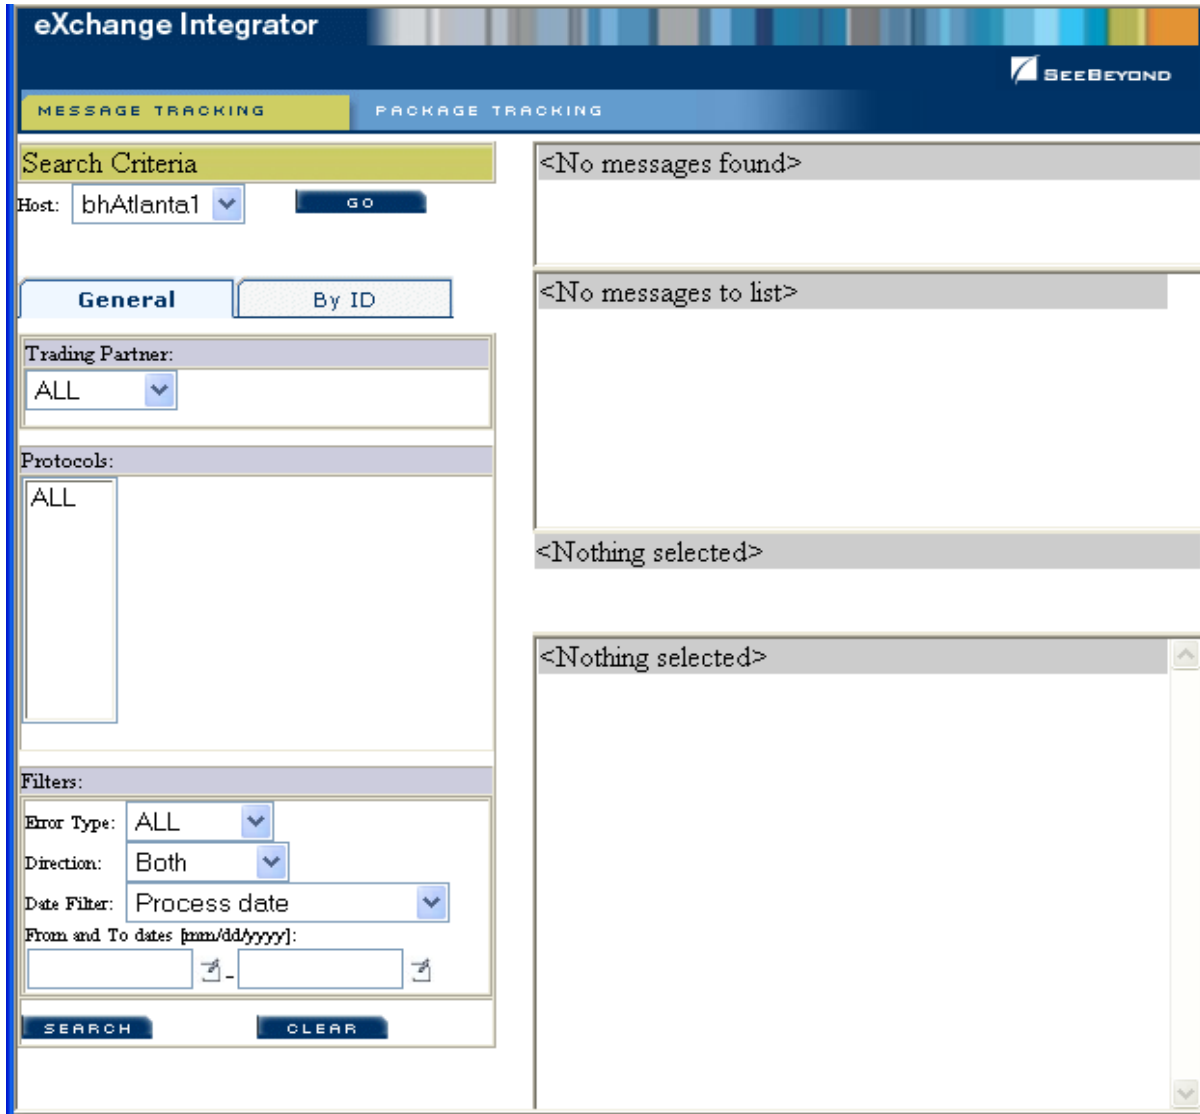 eXchange Integrator
SEEBEYOND
MESSAGE TRACKING
PACKAGE TRACKING
Search Criteria
Host: bhAtlanta1 GO
General
By ID
Trading Partner:
ALL
Protocols:
ALL
Filters:
Error Type: ALL
Direction: Both
Date Filter: Process date
From and To dates [mm/dd/yyyy]:
-
SEARCH
CLEAR
<No messages found>
<No messages to list>
<Nothing selected>
<Nothing selected>